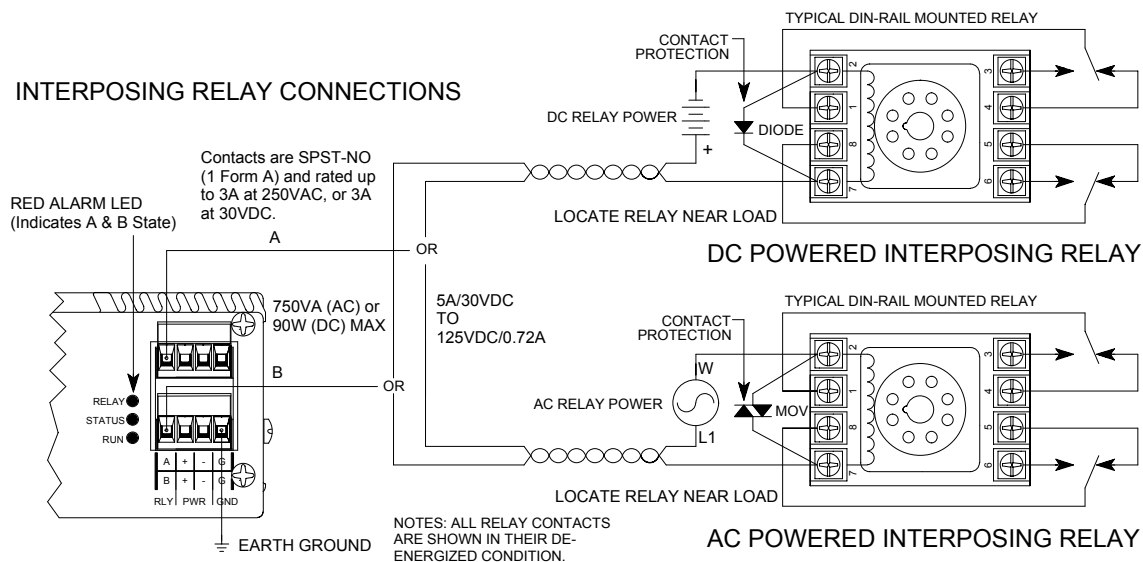 INTERPOSING RELAY CONNECTIONS
TYPICAL DIN-RAIL MOUNTED RELAY
CONTACT
PROTECTION
DC RELAY POWER
+
DIODE
2
1
8
7
3
4
5
6
LOCATE RELAY NEAR LOAD
DC POWERED INTERPOSING RELAY
Contacts are SPST-NO
(1 Form A) and rated up
to 3A at 250VAC, or 3A
at 30VDC.
RED ALARM LED
(Indicates A & B State)
A
OR
750VA (AC) or
90W (DC) MAX
B
OR
5A/30VDC
TO
125VDC/0.72A
RELAY
STATUS
RUN
A + - G
B + - G
RLY PWR GND
EARTH GROUND
TYPICAL DIN-RAIL MOUNTED RELAY
CONTACT
PROTECTION
W
AC RELAY POWER
L1
MOV
2
1
8
7
3
4
5
6
LOCATE RELAY NEAR LOAD
AC POWERED INTERPOSING RELAY
NOTES: ALL RELAY CONTACTS
ARE SHOWN IN THEIR DE-
ENERGIZED CONDITION.